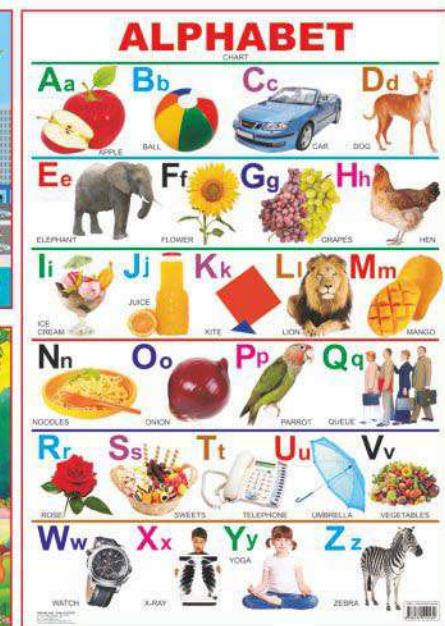 ALPHABET
CHART
Aa Bb Cc Dd
APPLE BALL CAR DOG
Ee Ff Gg Hh
ELEPHANT FLOWER GRAPES HEN
Ii Jj Kk Ll Mm
ICE CREAM JUICE KITE LION MANGO
Nn Oo Pp Qq
NOODLES ONION PARROT QUEUE
Rr Ss Tt Uu Vv
ROSE SWEETS TELEPHONE UMBRELLA VEGETABLES
Ww Xx Yy Zz
WATCH X-RAY YOGA ZEBRA